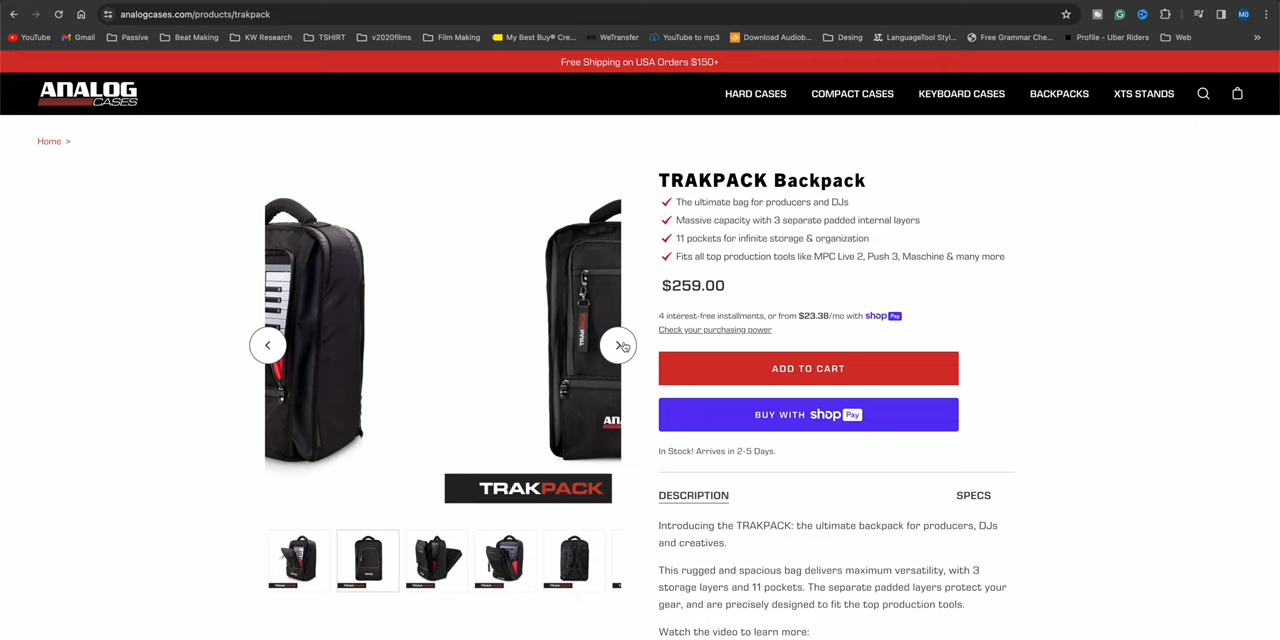 analogcases.com/products/trakpack
M0
YouTube
Gmail
Passive
Beat Making
KW Research
TSHIRT
v2020films
Film Making
My Best Buy® Cre...
WeTransfer
YouTube to mp3
Download Audiob...
Desing
LanguageTool Styl...
Free Grammar Che...
Profile - Uber Riders
Web
»
Free Shipping on USA Orders $150+
ANALOG
CASES
HARD CASES
COMPACT CASES
KEYBOARD CASES
BACKPACKS
XTS STANDS
Home >
TRAKPACK Backpack
The ultimate bag for producers and DJs
Massive capacity with 3 separate padded internal layers
11 pockets for infinite storage & organization
Fits all top production tools like MPC Live 2, Push 3, Maschine & many more
$259.00
4 interest-free installments, or from $23.38/mo with shop Pay
Check your purchasing power
ADD TO CART
BUY WITH shop Pay
In Stock! Arrives in 2-5 Days.
TRAKPACK
DESCRIPTION
SPECS
Introducing the TRAKPACK: the ultimate backpack for producers, DJs
and creatives.
This rugged and spacious bag delivers maximum versatility, with 3
storage layers and 11 pockets. The separate padded layers protect your
gear, and are precisely designed to fit the top production tools.
Watch the video to learn more: